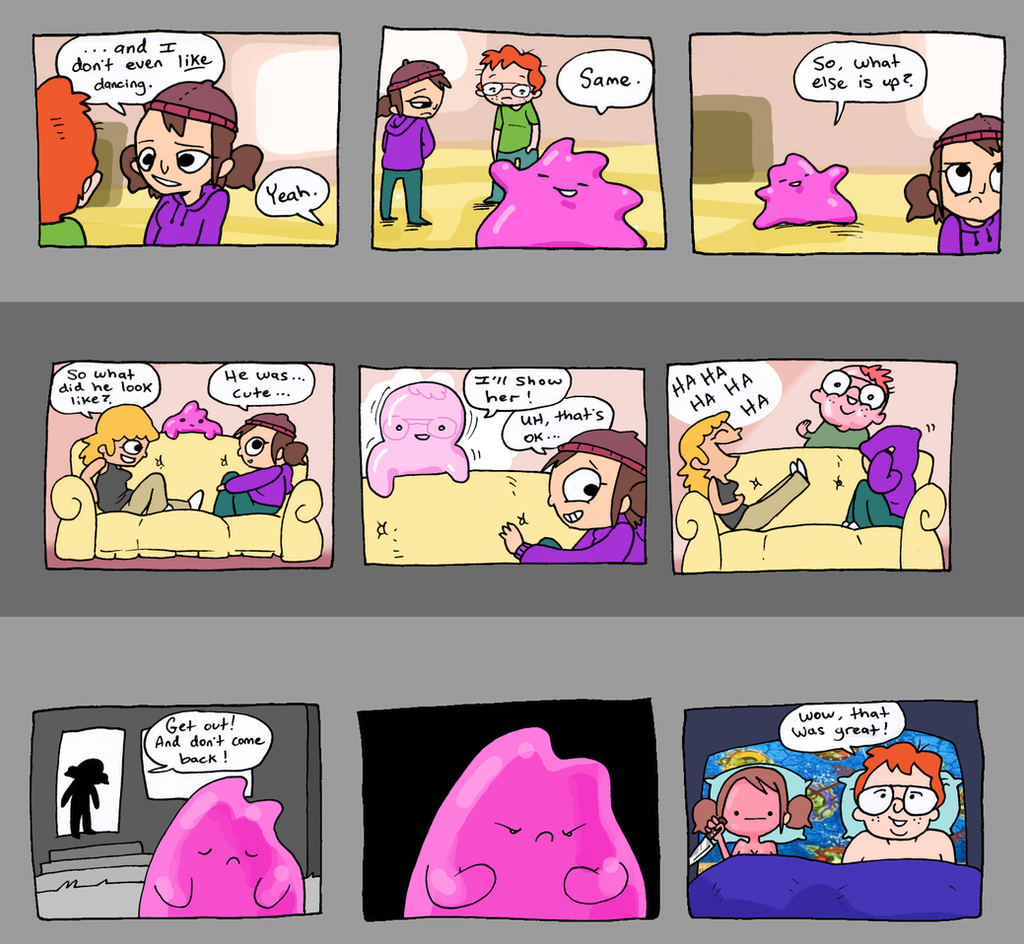 ... and I
don't even like
dancing.
Yeah.
Same.
So, what
else is up?
So what
did he look
like?
He was...
cute...
I'll show
her!
UH, that's
OK...
HA HA
HA HA
HA
Get out!
And don't come
back!
Wow, that
was great!